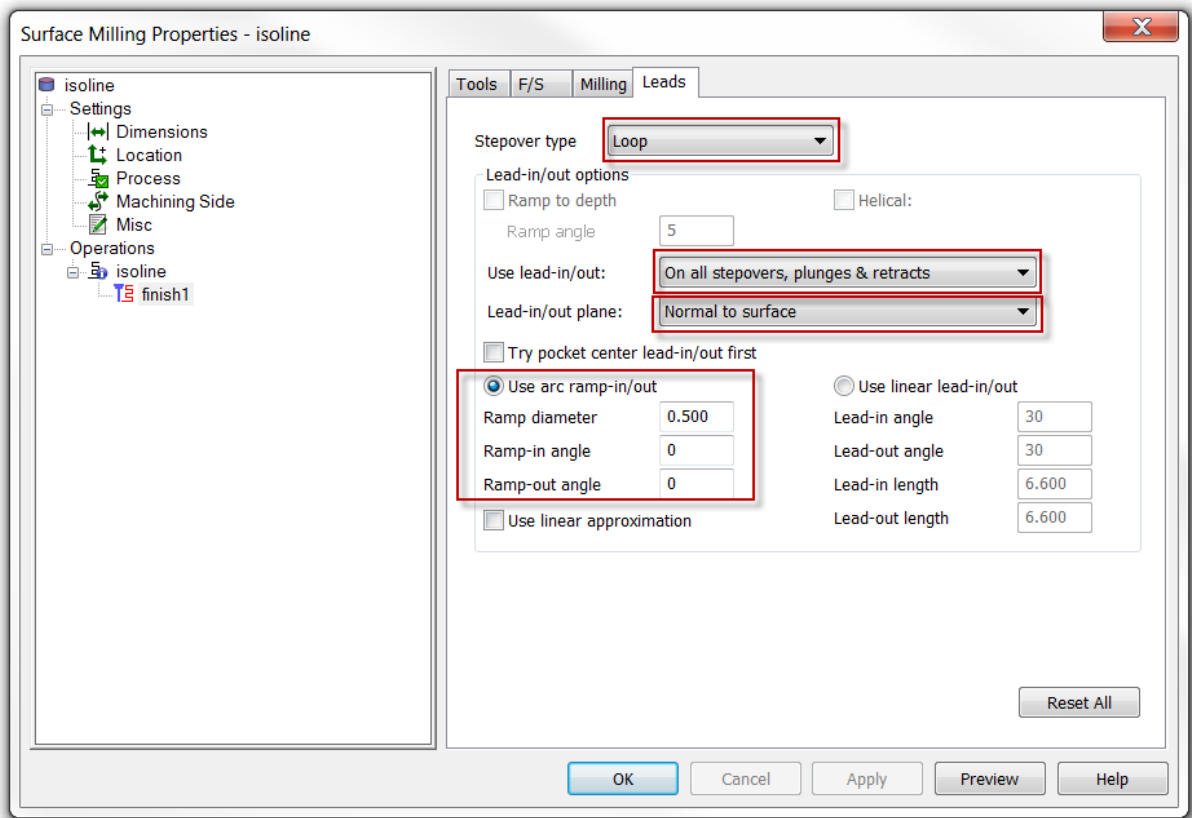 Surface Milling Properties - isoline
X
isoline
Settings
Dimensions
Location
Process
Machining Side
Misc
Operations
isoline
finish1
Tools F/S Milling Leads
Stepover type Loop
Lead-in/out options
Ramp to depth Helical:
Ramp angle 5
Use lead-in/out: On all stepovers, plunges & retracts
Lead-in/out plane: Normal to surface
Try pocket center lead-in/out first
Use arc ramp-in/out Use linear lead-in/out
Ramp diameter 0.500 Lead-in angle 30
Ramp-in angle 0 Lead-out angle 30
Ramp-out angle 0 Lead-in length 6.600
Use linear approximation Lead-out length 6.600
Reset All
OK Cancel Apply Preview Help